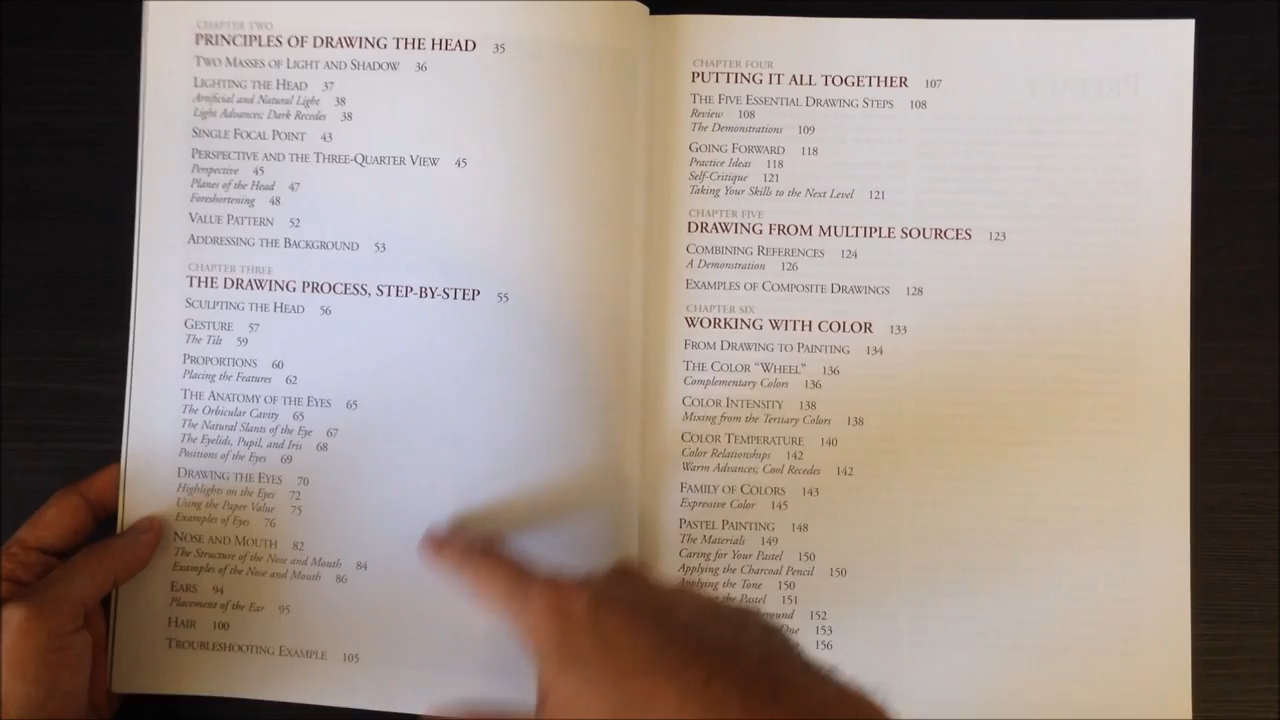 CHAPTER TWO
PRINCIPLES OF DRAWING THE HEAD 35
TWO MASSES OF LIGHT AND SHADOW 36
LIGHTING THE HEAD 37
Artificial and Natural Light 38
Light Advances; Dark Recedes 38
SINGLE FOCAL POINT 43
PERSPECTIVE AND THE THREE-QUARTER VIEW 45
Perspective 45
Planes of the Head 47
Foreshortening 48
VALUE PATTERN 52
ADDRESSING THE BACKGROUND 53
CHAPTER THREE
THE DRAWING PROCESS, STEP-BY-STEP 55
SCULPTING THE HEAD 56
GESTURE 57
The Tilt 59
PROPORTIONS 60
Placing the Features 62
THE ANATOMY OF THE EYES 65
The Orbicular Cavity 65
The Natural Slants of the Eye 67
The Eyelids, Pupil, and Iris 68
Positions of the Eyes 69
DRAWING THE EYES 70
Highlights on the Eyes 72
Using the Paper Value 75
Examples of Eyes 76
NOSE AND MOUTH 82
The Structure of the Nose and Mouth 84
Examples of the Nose and Mouth 86
EARS 94
Placement of the Ear 95
HAIR 100
TROUBLESHOOTING EXAMPLE 105
CHAPTER FOUR
PUTTING IT ALL TOGETHER 107
THE FIVE ESSENTIAL DRAWING STEPS 108
Review 108
The Demonstrations 109
GOING FORWARD 118
Practice Ideas 118
Self-Critique 121
Taking Your Skills to the Next Level 121
CHAPTER FIVE
DRAWING FROM MULTIPLE SOURCES 123
COMBINING REFERENCES 124
A Demonstration 126
EXAMPLES OF COMPOSITE DRAWINGS 128
CHAPTER SIX
WORKING WITH COLOR 133
FROM DRAWING TO PAINTING 134
THE COLOR “WHEEL” 136
Complementary Colors 136
COLOR INTENSITY 138
Mixing from the Tertiary Colors 138
COLOR TEMPERATURE 140
Color Relationships 142
Warm Advances; Cool Recedes 142
FAMILY OF COLORS 143
Expressive Color 145
PASTEL PAINTING 148
The Materials 149
Caring for Your Pastel 150
Applying the Charcoal Pencil 150
Applying the Tone 150
the Pastel 151
152
One 153
156